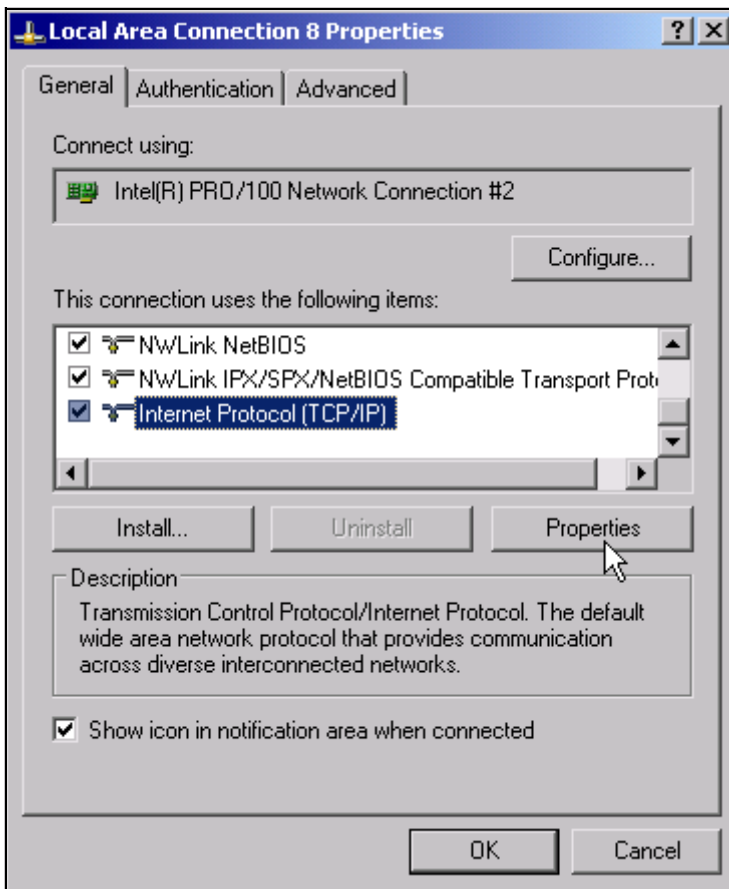 Local Area Connection 8 Properties
General Authentication Advanced
Connect using:
Intel(R) PRO/100 Network Connection #2
Configure...
This connection uses the following items:
NWLink NetBIOS
NWLink IPX/SPX/NetBIOS Compatible Transport Proto
Internet Protocol (TCP/IP)
Install... Uninstall Properties
Description
Transmission Control Protocol/Internet Protocol. The default
wide area network protocol that provides communication
across diverse interconnected networks.
Show icon in notification area when connected
OK Cancel